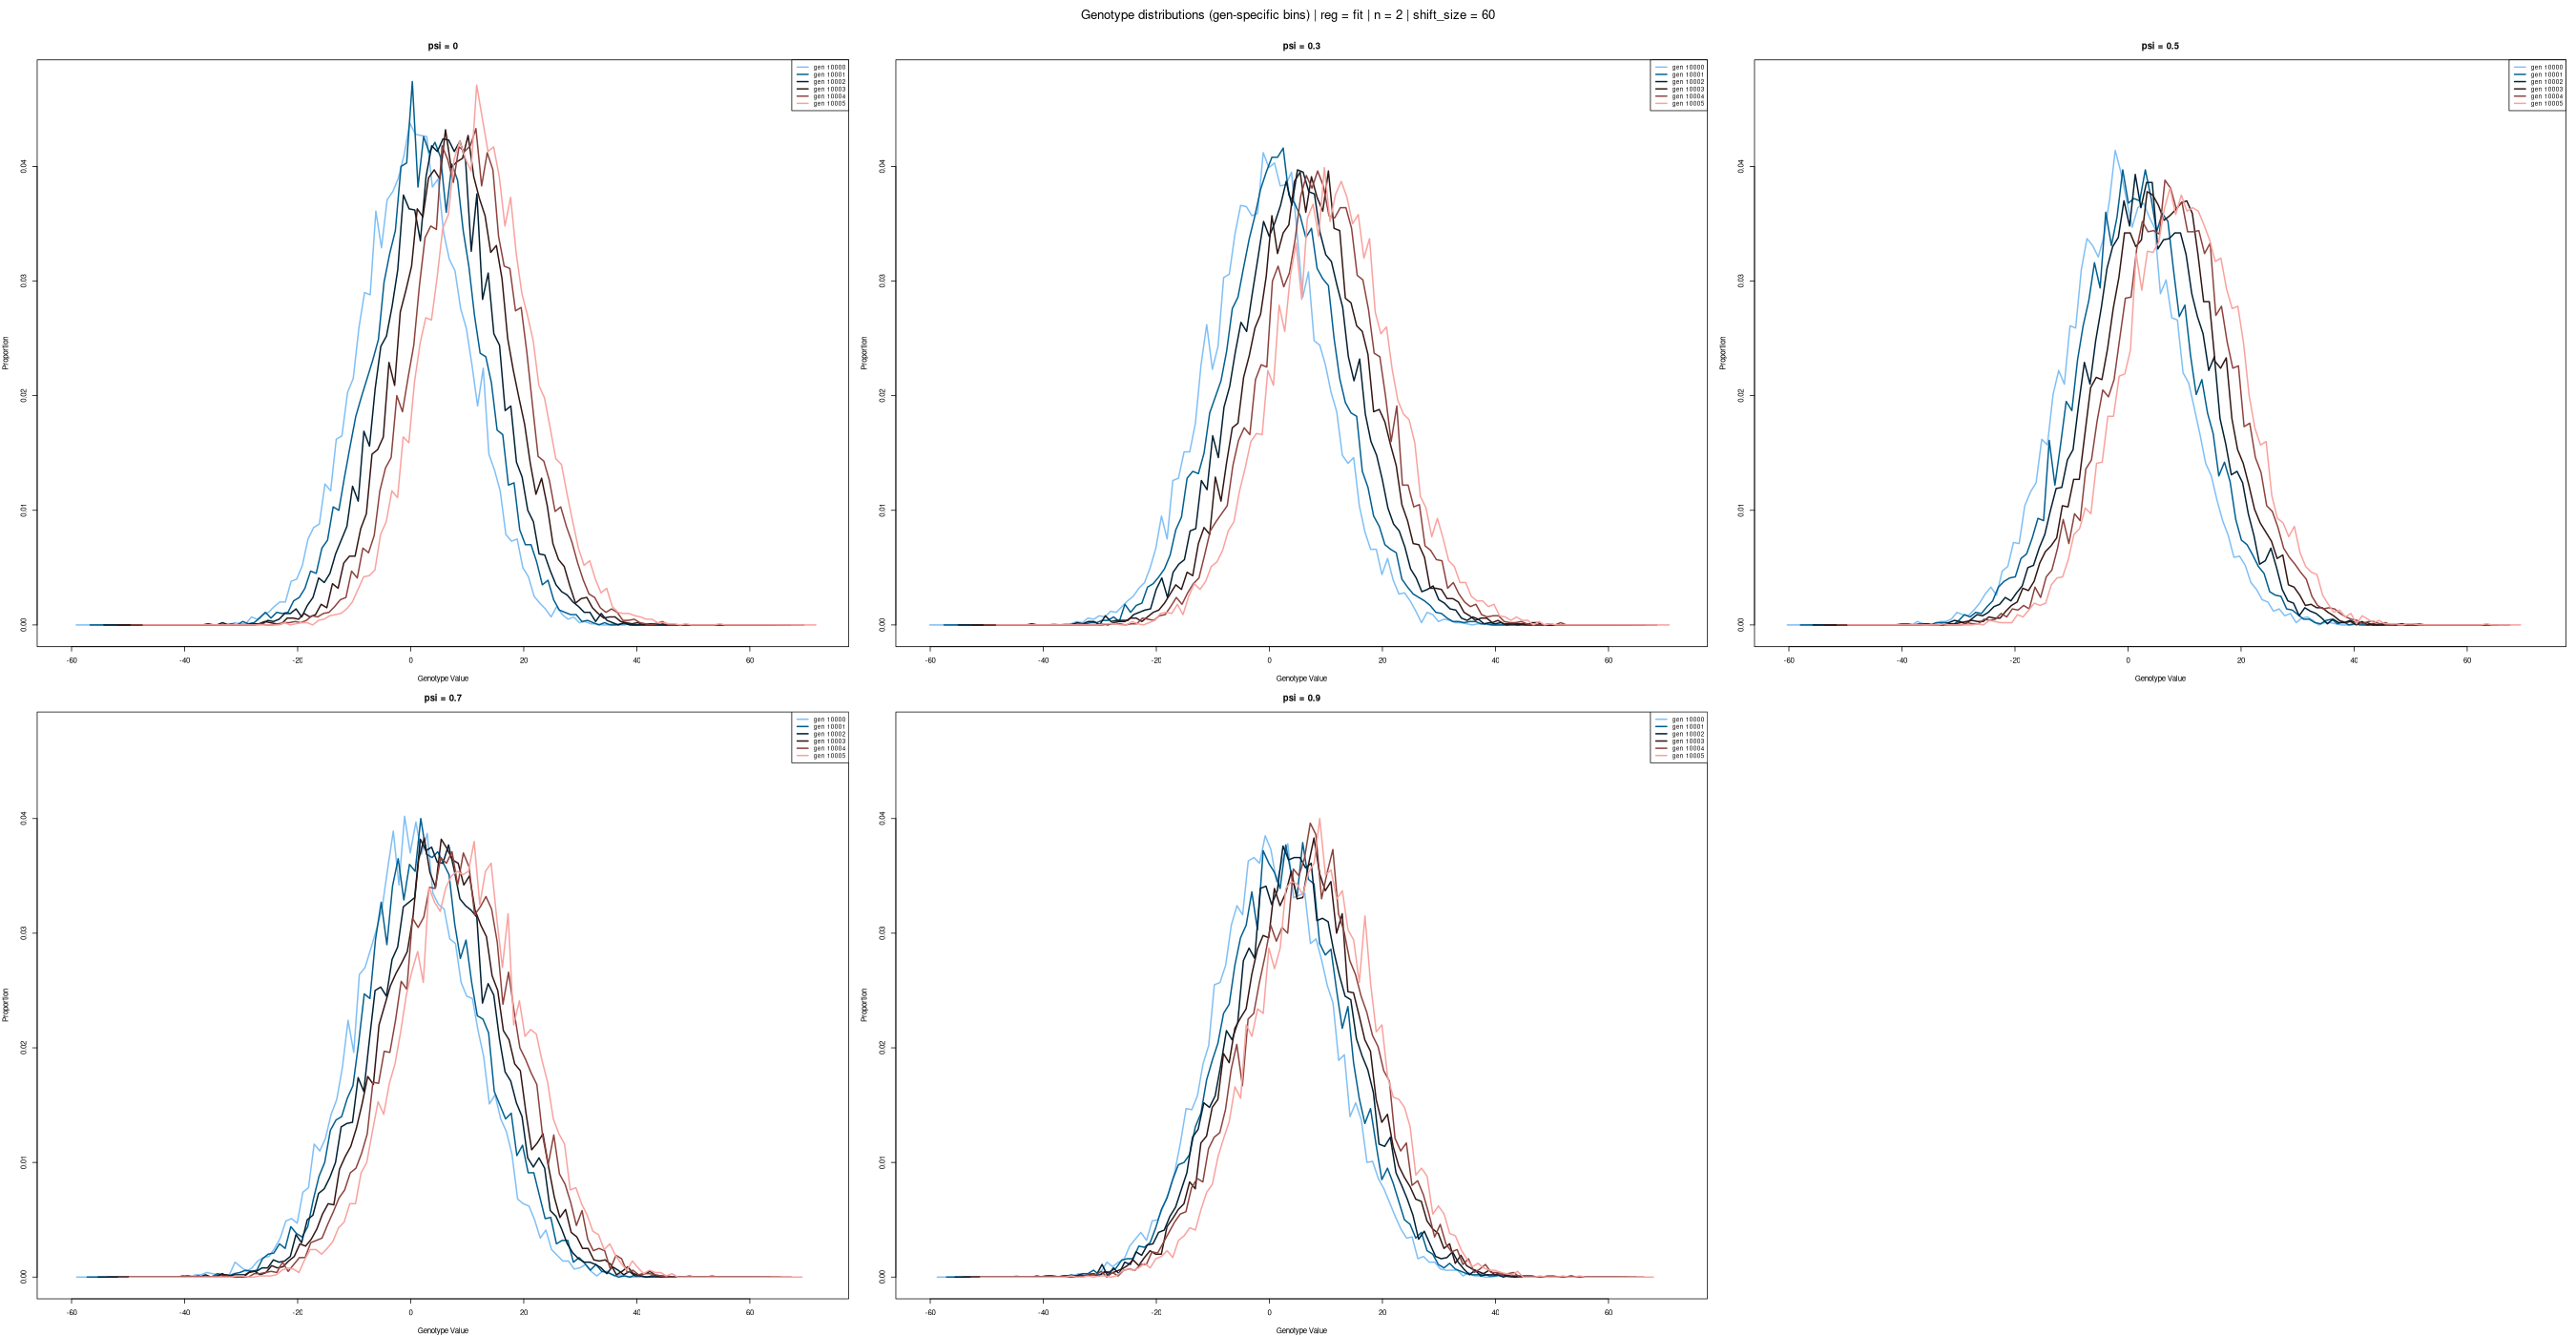 Genotype distributions (gen-specific bins) | reg = fit | n = 2 | shift_size = 60
psi = 0
gen 10000
gen 10001
gen 10002
gen 10003
gen 10004
gen 10005
Proportion
0.04
0.03
0.02
0.01
0.00
-60 -40 -20 0 20 40 60
Genotype Value
psi = 0.3
gen 10000
gen 10001
gen 10002
gen 10003
gen 10004
gen 10005
Proportion
0.04
0.03
0.02
0.01
0.00
-60 -40 -20 0 20 40 60
Genotype Value
psi = 0.5
gen 10000
gen 10001
gen 10002
gen 10003
gen 10004
gen 10005
Proportion
0.04
0.03
0.02
0.01
0.00
-60 -40 -20 0 20 40 60
Genotype Value
psi = 0.7
gen 10000
gen 10001
gen 10002
gen 10003
gen 10004
gen 10005
Proportion
0.04
0.03
0.02
0.01
0.00
-60 -40 -20 0 20 40 60
Genotype Value
psi = 0.9
gen 10000
gen 10001
gen 10002
gen 10003
gen 10004
gen 10005
Proportion
0.04
0.03
0.02
0.01
0.00
-60 -40 -20 0 20 40 60
Genotype Value